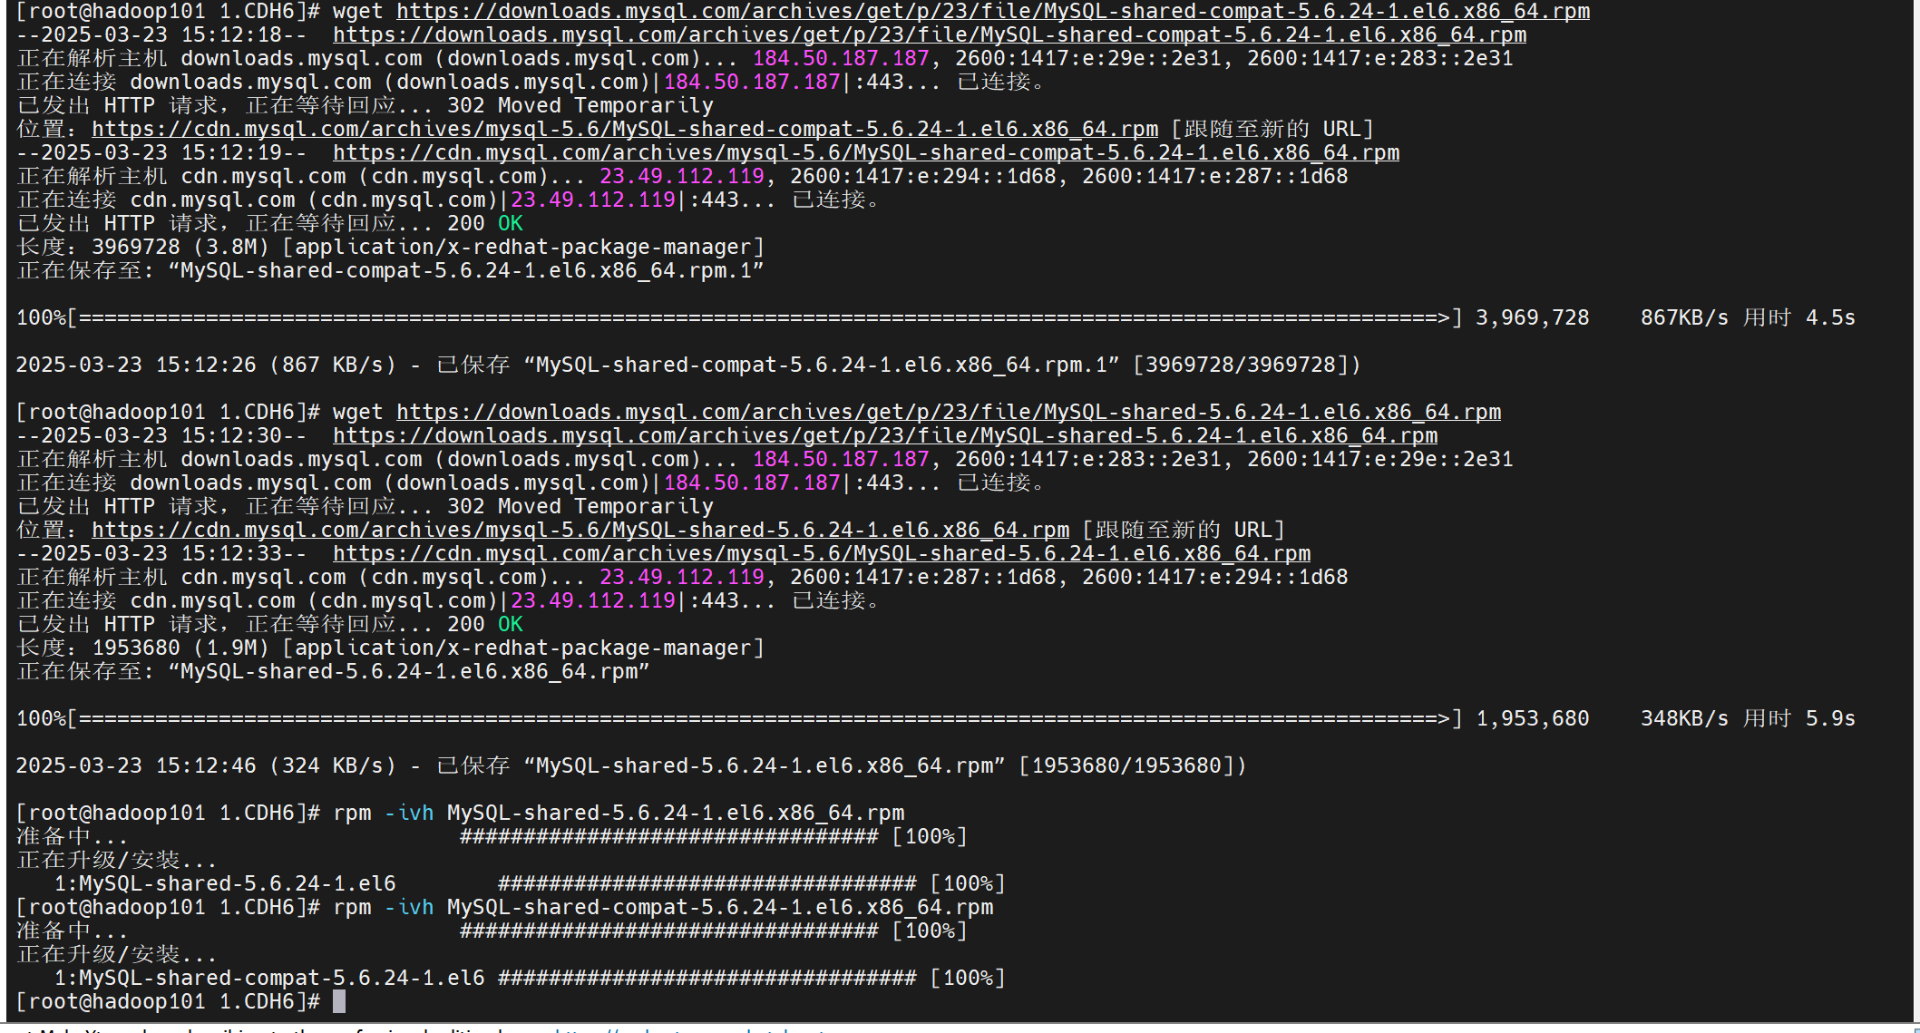 [root@hadoop101 1.CDH6]# wget https://downloads.mysql.com/archives/get/p/23/file/MySQL-shared-compat-5.6.24-1.el6.x86_64.rpm
--2025-03-23 15:12:18--  https://downloads.mysql.com/archives/get/p/23/file/MySQL-shared-compat-5.6.24-1.el6.x86_64.rpm
正在解析主机 downloads.mysql.com (downloads.mysql.com)... 184.50.187.187, 2600:1417:e:29e::2e31, 2600:1417:e:283::2e31
正在连接 downloads.mysql.com (downloads.mysql.com)|184.50.187.187|:443... 已连接。
已发出 HTTP 请求，正在等待回应... 302 Moved Temporarily
位置：https://cdn.mysql.com/archives/mysql-5.6/MySQL-shared-compat-5.6.24-1.el6.x86_64.rpm [跟随至新的 URL]
--2025-03-23 15:12:19--  https://cdn.mysql.com/archives/mysql-5.6/MySQL-shared-compat-5.6.24-1.el6.x86_64.rpm
正在解析主机 cdn.mysql.com (cdn.mysql.com)... 23.49.112.119, 2600:1417:e:294::1d68, 2600:1417:e:287::1d68
正在连接 cdn.mysql.com (cdn.mysql.com)|23.49.112.119|:443... 已连接。
已发出 HTTP 请求，正在等待回应... 200 OK
长度：3969728 (3.8M) [application/x-redhat-package-manager]
正在保存至: “MySQL-shared-compat-5.6.24-1.el6.x86_64.rpm.1”
100%[===========================================================================================================>] 3,969,728    867KB/s 用时 4.5s
2025-03-23 15:12:26 (867 KB/s) - 已保存 “MySQL-shared-compat-5.6.24-1.el6.x86_64.rpm.1” [3969728/3969728])
[root@hadoop101 1.CDH6]# wget https://downloads.mysql.com/archives/get/p/23/file/MySQL-shared-5.6.24-1.el6.x86_64.rpm
--2025-03-23 15:12:30--  https://downloads.mysql.com/archives/get/p/23/file/MySQL-shared-5.6.24-1.el6.x86_64.rpm
正在解析主机 downloads.mysql.com (downloads.mysql.com)... 184.50.187.187, 2600:1417:e:283::2e31, 2600:1417:e:29e::2e31
正在连接 downloads.mysql.com (downloads.mysql.com)|184.50.187.187|:443... 已连接。
已发出 HTTP 请求，正在等待回应... 302 Moved Temporarily
位置：https://cdn.mysql.com/archives/mysql-5.6/MySQL-shared-5.6.24-1.el6.x86_64.rpm [跟随至新的 URL]
--2025-03-23 15:12:33--  https://cdn.mysql.com/archives/mysql-5.6/MySQL-shared-5.6.24-1.el6.x86_64.rpm
正在解析主机 cdn.mysql.com (cdn.mysql.com)... 23.49.112.119, 2600:1417:e:287::1d68, 2600:1417:e:294::1d68
正在连接 cdn.mysql.com (cdn.mysql.com)|23.49.112.119|:443... 已连接。
已发出 HTTP 请求，正在等待回应... 200 OK
长度：1953680 (1.9M) [application/x-redhat-package-manager]
正在保存至: “MySQL-shared-5.6.24-1.el6.x86_64.rpm”
100%[===========================================================================================================>] 1,953,680    348KB/s 用时 5.9s
2025-03-23 15:12:46 (324 KB/s) - 已保存 “MySQL-shared-5.6.24-1.el6.x86_64.rpm” [1953680/1953680])
[root@hadoop101 1.CDH6]# rpm -ivh MySQL-shared-5.6.24-1.el6.x86_64.rpm
准备中...                          ################################# [100%]
正在升级/安装...
   1:MySQL-shared-5.6.24-1.el6        ################################# [100%]
[root@hadoop101 1.CDH6]# rpm -ivh MySQL-shared-compat-5.6.24-1.el6.x86_64.rpm
准备中...                          ################################# [100%]
正在升级/安装...
   1:MySQL-shared-compat-5.6.24-1.el6 ################################# [100%]
[root@hadoop101 1.CDH6]#